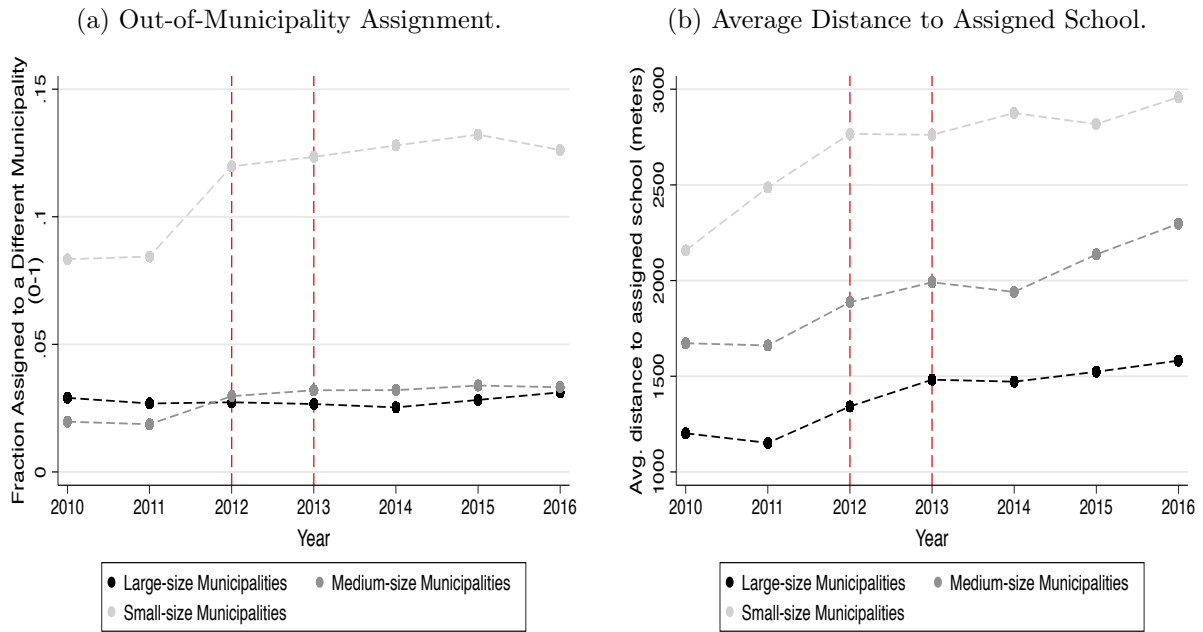 (a) Out-of-Municipality Assignment.
Fraction Assigned to a Different Municipality
(0-1)
.15
.1
.05
0
2010 2011 2012 2013 2014 2015 2016
Year
Large-size Municipalities Medium-size Municipalities
Small-size Municipalities
(b) Average Distance to Assigned School.
Avg. distance to assigned school (meters)
3000
2500
2000
1500
1000
2010 2011 2012 2013 2014 2015 2016
Year
Large-size Municipalities Medium-size Municipalities
Small-size Municipalities